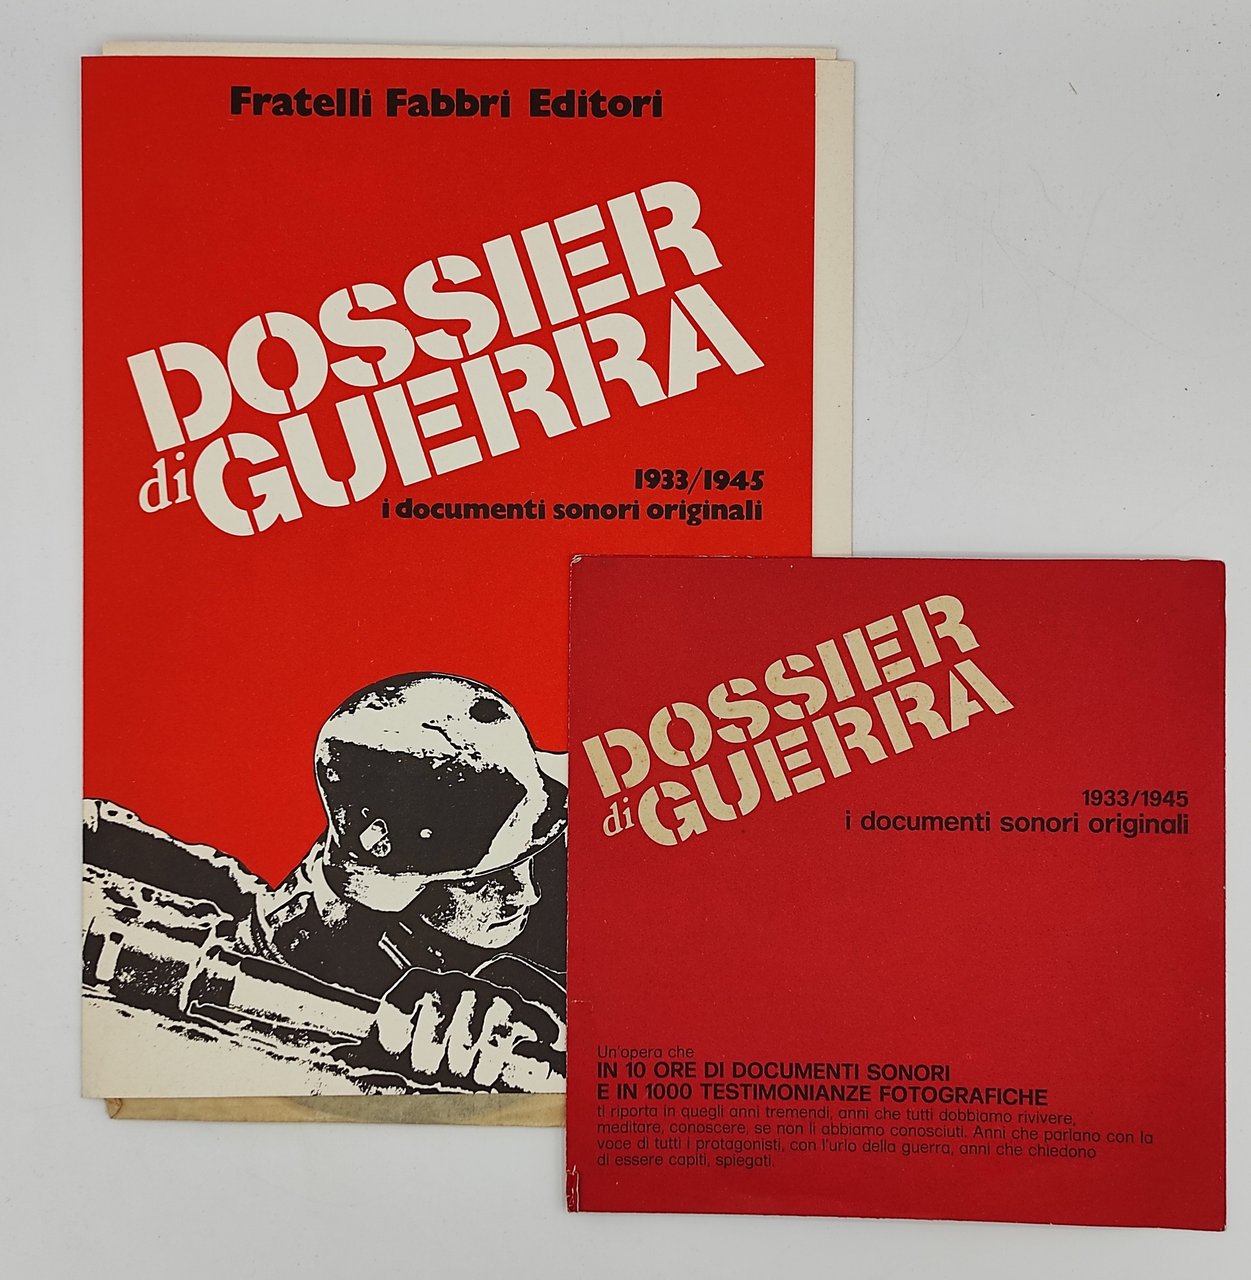 Fratelli Fabbri Editori
DOSSIER
di GUERRA
1933/1945
i documenti sonori originali
DOSSIER
di GUERRA
1933/1945
i documenti sonori originali
Un'opera che
IN 10 ORE DI DOCUMENTI SONORI
E IN 1000 TESTIMONIANZE FOTOGRAFICHE
ti riporta in quegli anni tremendi, anni che tutti dobbiamo rivivere,
meditare, conoscere, se non li abbiamo conosciuti. Anni che parlano con la
voce di tutti i protagonisti, con l'urlo della guerra, anni che chiedono
di essere capiti, spiegati.